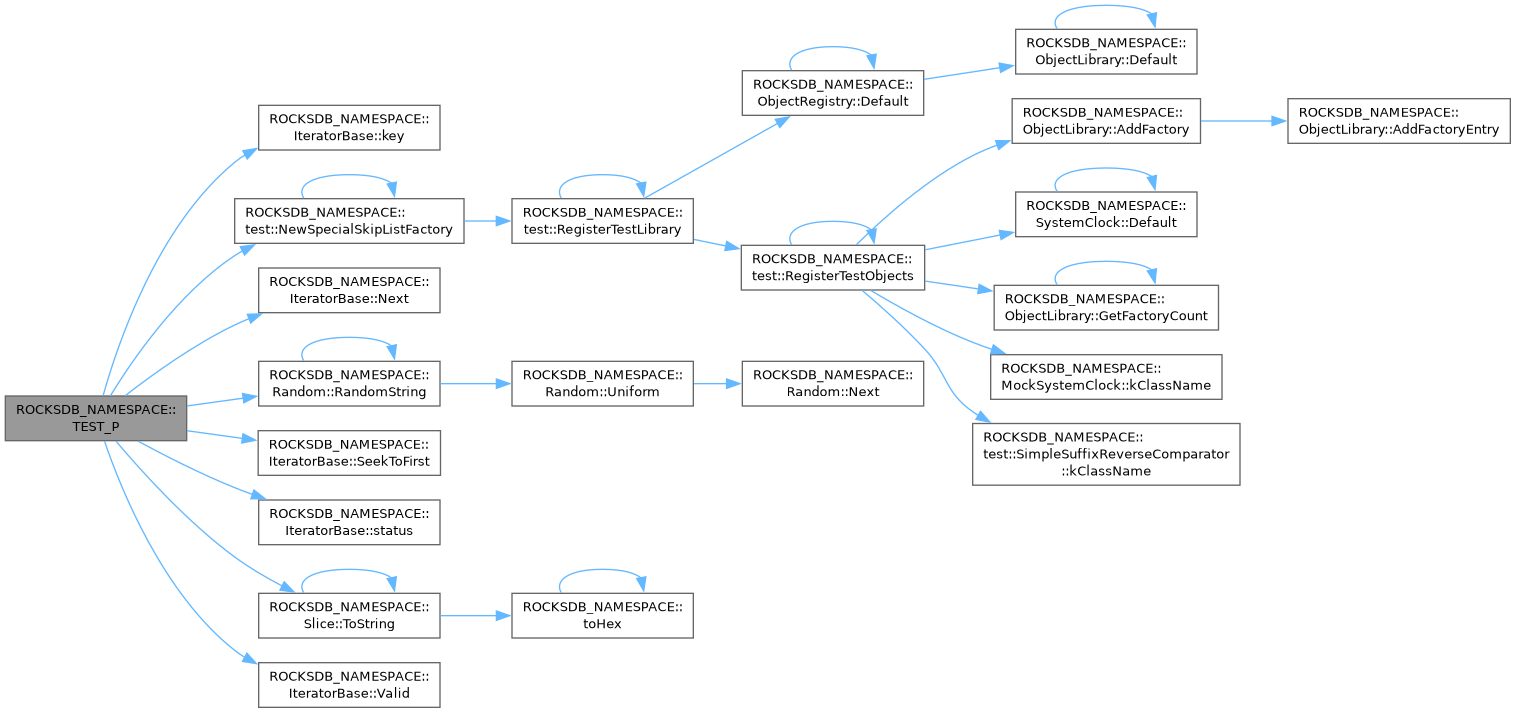 ROCKSDB_NAMESPACE::
TEST_P
ROCKSDB_NAMESPACE::
IteratorBase::key
ROCKSDB_NAMESPACE::
test::NewSpecialSkipListFactory
ROCKSDB_NAMESPACE::
IteratorBase::Next
ROCKSDB_NAMESPACE::
Random::RandomString
ROCKSDB_NAMESPACE::
IteratorBase::SeekToFirst
ROCKSDB_NAMESPACE::
IteratorBase::status
ROCKSDB_NAMESPACE::
Slice::ToString
ROCKSDB_NAMESPACE::
IteratorBase::Valid
ROCKSDB_NAMESPACE::
test::RegisterTestLibrary
ROCKSDB_NAMESPACE::
Random::Uniform
ROCKSDB_NAMESPACE::
toHex
ROCKSDB_NAMESPACE::
ObjectRegistry::Default
ROCKSDB_NAMESPACE::
test::RegisterTestObjects
ROCKSDB_NAMESPACE::
Random::Next
ROCKSDB_NAMESPACE::
ObjectLibrary::Default
ROCKSDB_NAMESPACE::
ObjectLibrary::AddFactory
ROCKSDB_NAMESPACE::
SystemClock::Default
ROCKSDB_NAMESPACE::
ObjectLibrary::GetFactoryCount
ROCKSDB_NAMESPACE::
MockSystemClock::kClassName
ROCKSDB_NAMESPACE::
test::SimpleSuffixReverseComparator
::kClassName
ROCKSDB_NAMESPACE::
ObjectLibrary::AddFactoryEntry